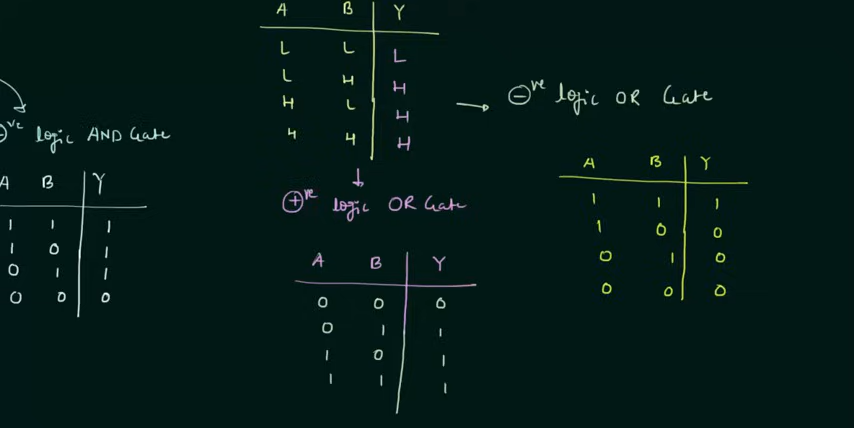 A B Y
L L L
L H H
H L H
H H H
⊖ve logic OR Gate
⊖ve logic AND Gate
A B Y
1 1 1
1 0 1
0 1 1
0 0 0
⊕ve logic OR Gate
A B Y
0 0 0
0 1 1
1 0 1
1 1 1
A B Y
1 1 1
1 0 0
0 1 0
0 0 0